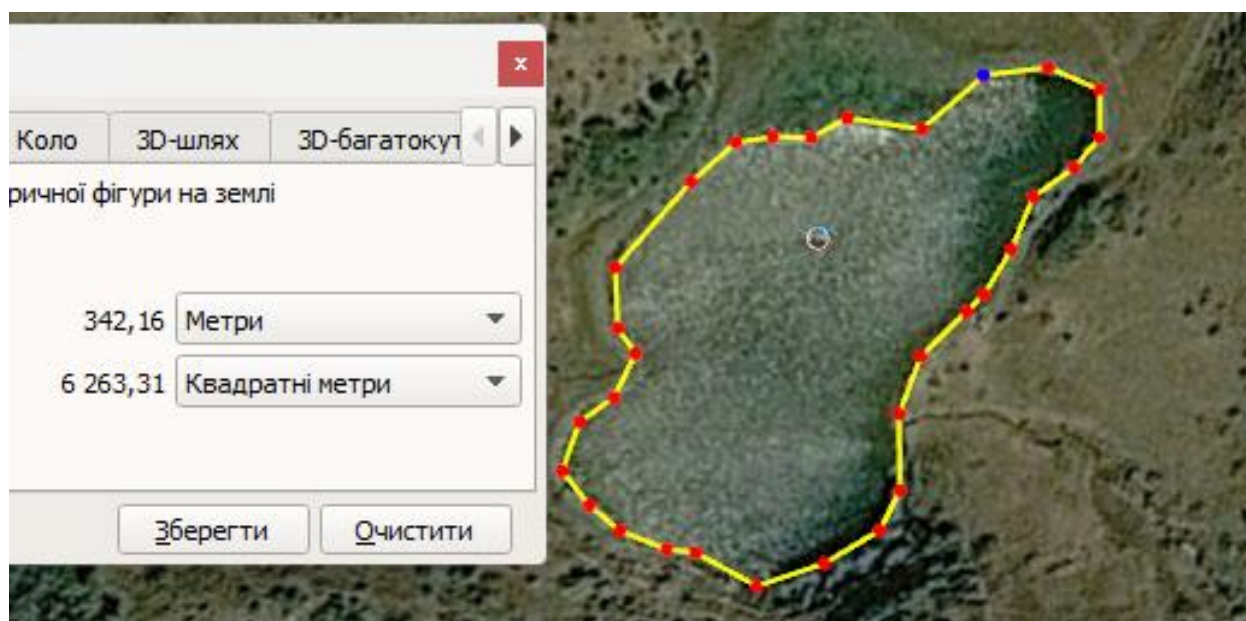 x
Коло 3D-шлях 3D-багатокут
ричної фігури на землі
342,16 Метри
6 263,31 Квадратні метри
Зберегти Очистити